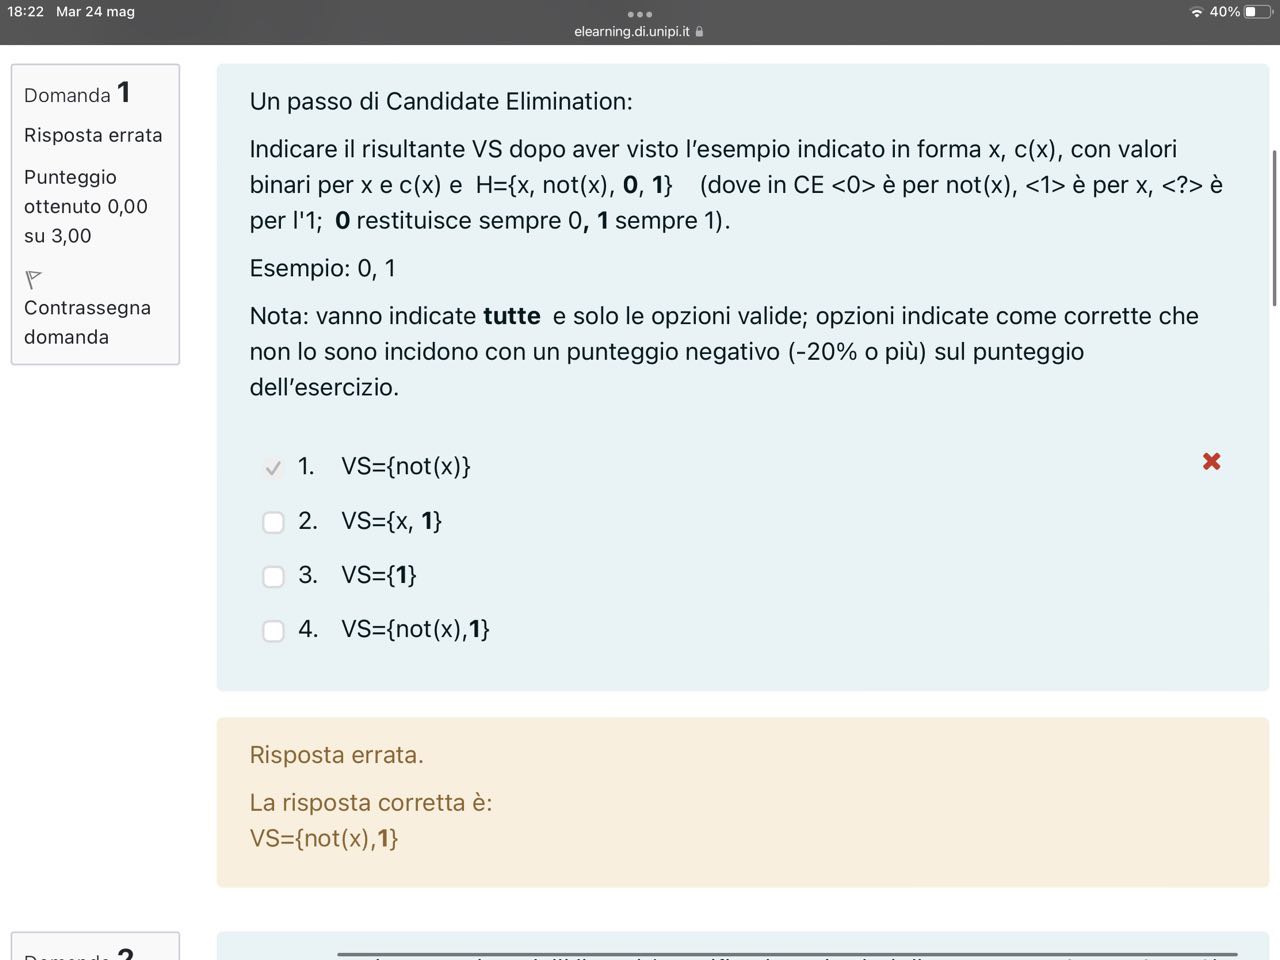 18:22 Mar 24 mag
40%
elearning.di.unipi.it
Domanda 1
Risposta errata
Punteggio
ottenuto 0,00
su 3,00
Contrassegna
domanda
Un passo di Candidate Elimination:
Indicare il risultante VS dopo aver visto l’esempio indicato in forma x, c(x), con valori
binari per x e c(x) e H={x, not(x), 0, 1} (dove in CE <0> è per not(x), <1> è per x, <?> è
per l'1; 0 restituisce sempre 0, 1 sempre 1).
Esempio: 0, 1
Nota: vanno indicate tutte e solo le opzioni valide; opzioni indicate come corrette che
non lo sono incidono con un punteggio negativo (-20% o più) sul punteggio
dell’esercizio.
1. VS={not(x)}
2. VS={x, 1}
3. VS={1}
4. VS={not(x),1}
Risposta errata.
La risposta corretta è:
VS={not(x),1}
Domanda 2